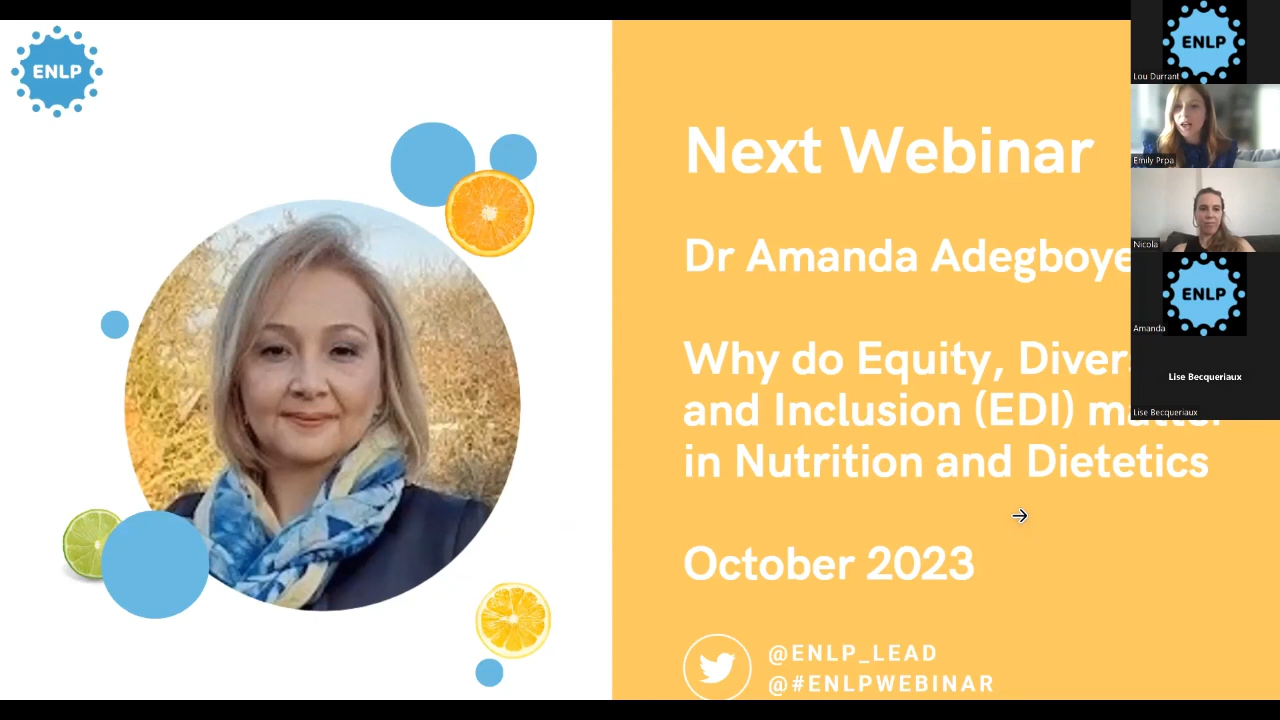 ENLP
Next Webinar
Dr Amanda Adegboye
Why do Equity, Diver
and Inclusion (EDI) matter
in Nutrition and Dietetics
October 2023
@ENLP_LEAD
@#ENLPWEBINAR
ENLP
Lou Durrant
Emily Prpa
Nicola
ENLP
Amanda
Lise Becqueriaux
Lise Becqueriaux